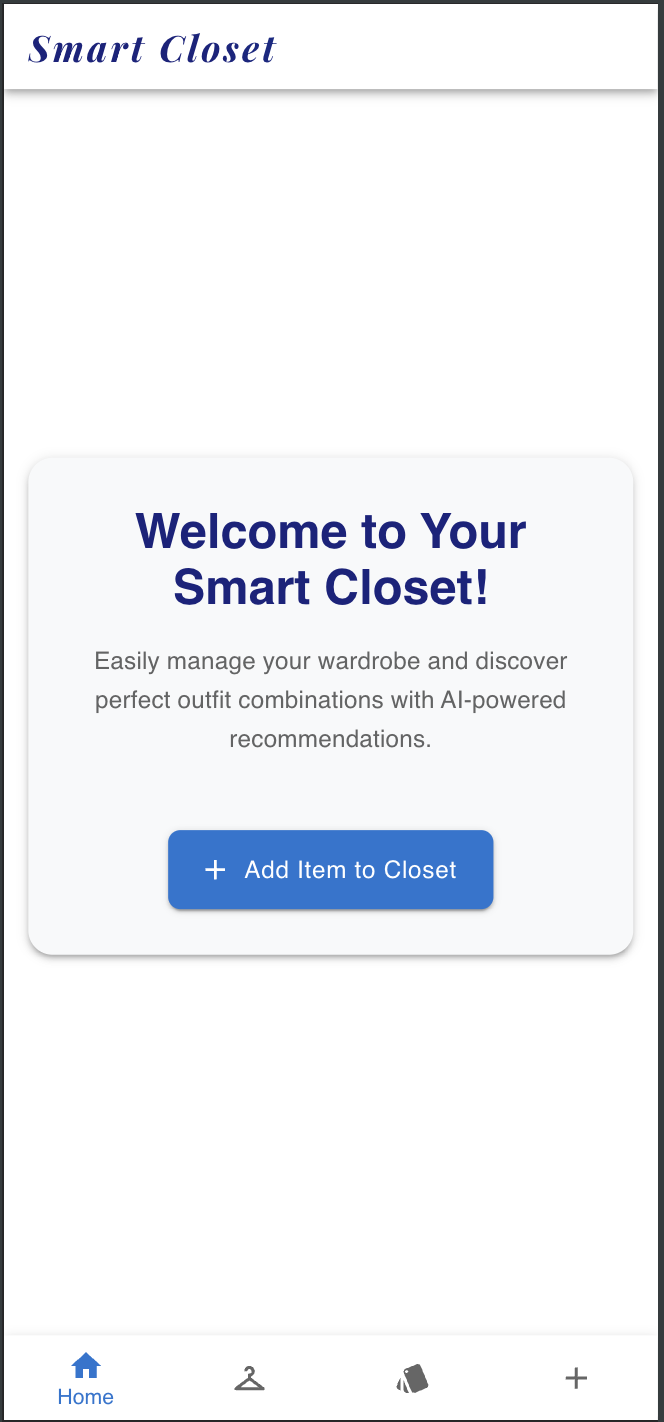 Smart Closet
Welcome to Your
Smart Closet!
Easily manage your wardrobe and discover
perfect outfit combinations with AI-powered
recommendations.
+ Add Item to Closet
Home